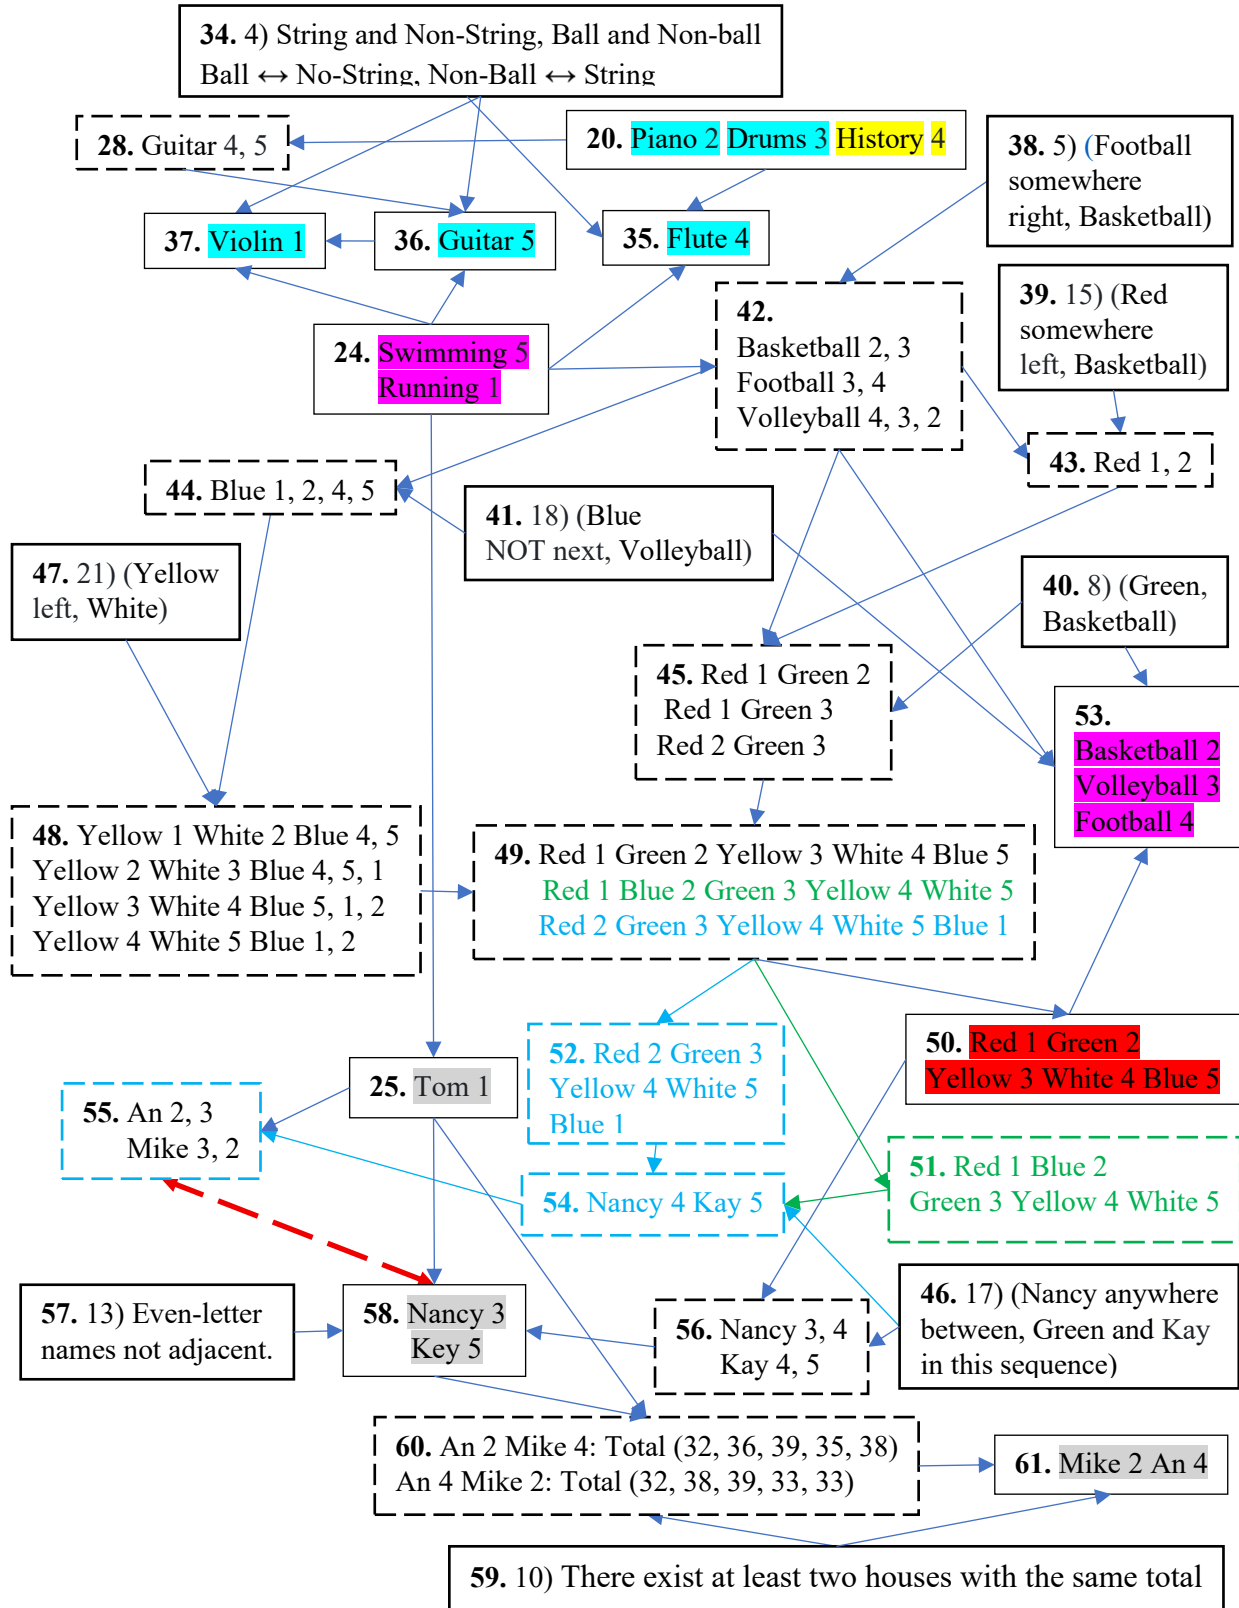 34. 4) String and Non-String, Ball and Non-ball
Ball ↔ No-String, Non-Ball ↔ String
28. Guitar 4, 5
20. Piano 2 Drums 3 History 4
38. 5) (Football
somewhere
right, Basketball)
37. Violin 1
36. Guitar 5
35. Flute 4
39. 15) (Red
somewhere
left, Basketball)
42.
Basketball 2, 3
Football 3, 4
Volleyball 4, 3, 2
24. Swimming 5
Running 1
43. Red 1, 2
44. Blue 1, 2, 4, 5
41. 18) (Blue
NOT next, Volleyball)
47. 21) (Yellow
left, White)
40. 8) (Green,
Basketball)
45. Red 1 Green 2
Red 1 Green 3
Red 2 Green 3
53.
Basketball 2
Volleyball 3
Football 4
48. Yellow 1 White 2 Blue 4, 5
Yellow 2 White 3 Blue 4, 5, 1
Yellow 3 White 4 Blue 5, 1, 2
Yellow 4 White 5 Blue 1, 2
49. Red 1 Green 2 Yellow 3 White 4 Blue 5
Red 1 Blue 2 Green 3 Yellow 4 White 5
Red 2 Green 3 Yellow 4 White 5 Blue 1
52. Red 2 Green 3
Yellow 4 White 5
Blue 1
50. Red 1 Green 2
Yellow 3 White 4 Blue 5
55. An 2, 3
Mike 3, 2
25. Tom 1
51. Red 1 Blue 2
Green 3 Yellow 4 White 5
54. Nancy 4 Kay 5
57. 13) Even-letter
names not adjacent.
58. Nancy 3
Key 5
56. Nancy 3, 4
Kay 4, 5
46. 17) (Nancy anywhere
between, Green and Kay
in this sequence)
60. An 2 Mike 4: Total (32, 36, 39, 35, 38)
An 4 Mike 2: Total (32, 38, 39, 33, 33)
61. Mike 2 An 4
59. 10) There exist at least two houses with the same total